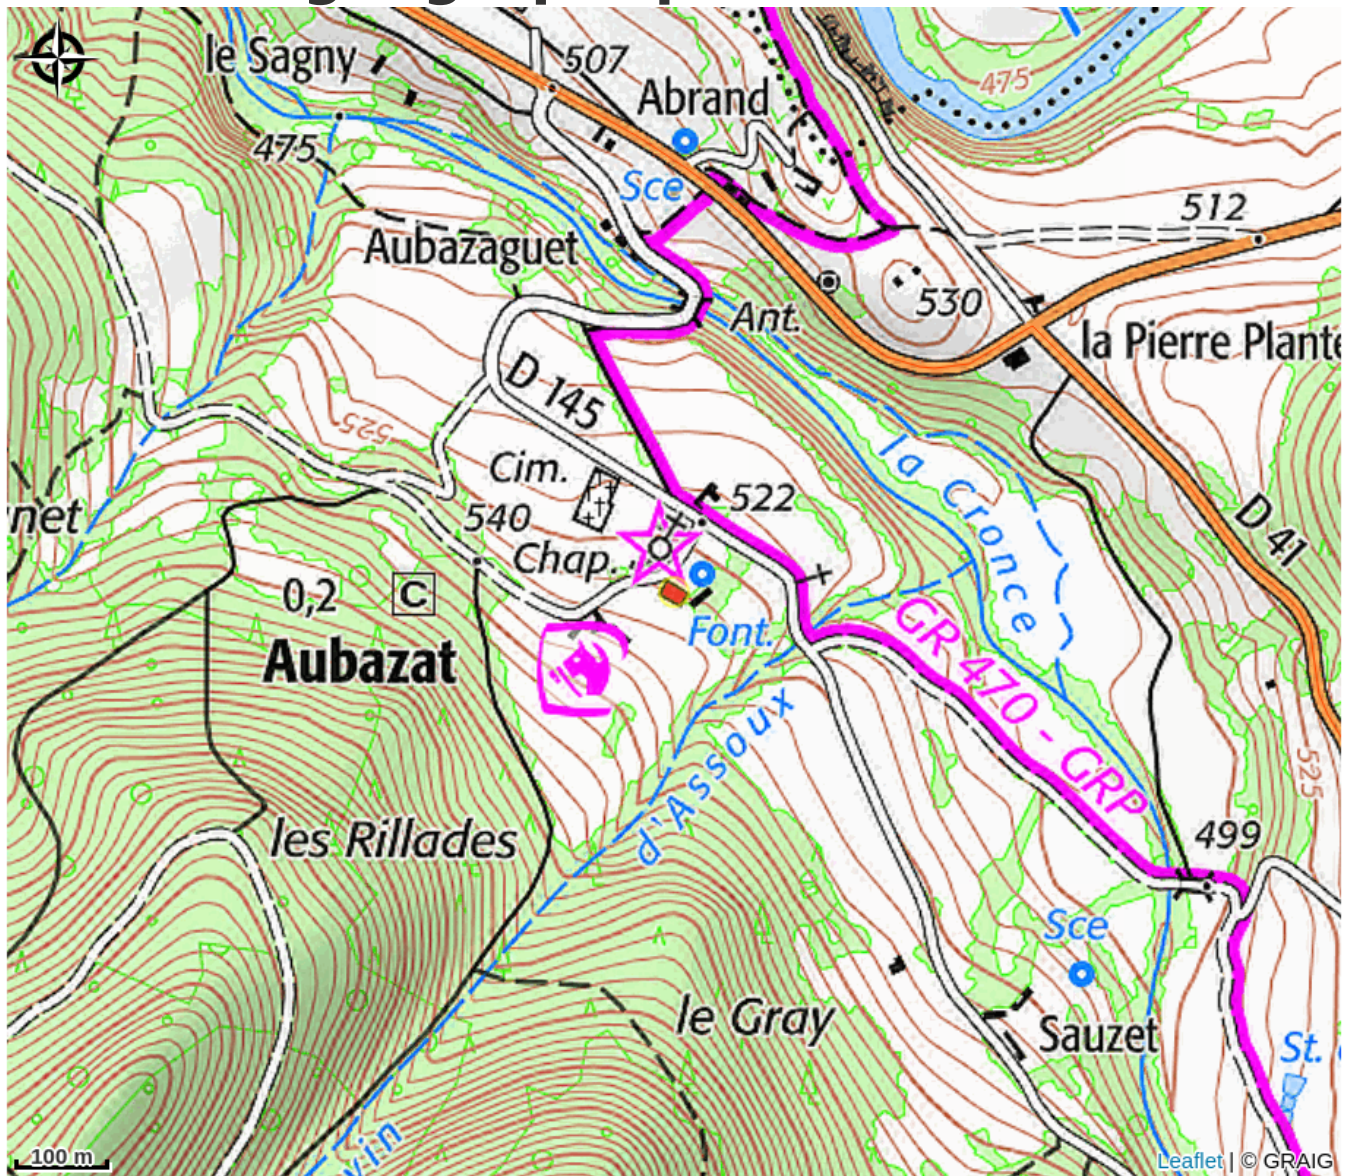 le Sagny
507
Abrand
475
475
Sce
512
Aubazaguet
530
Ant.
la Pierre Plante
D 145
525
Cim.
la Cronce
522
D 41
net
540
Chap.
0,2
C
Font.
Aubazat
GR 470 - GRP
d'Assoux
525
les Rillades
499
Sce
le Gray
Sauzet
St.
vin
100 m
Leaflet | © GRAIG